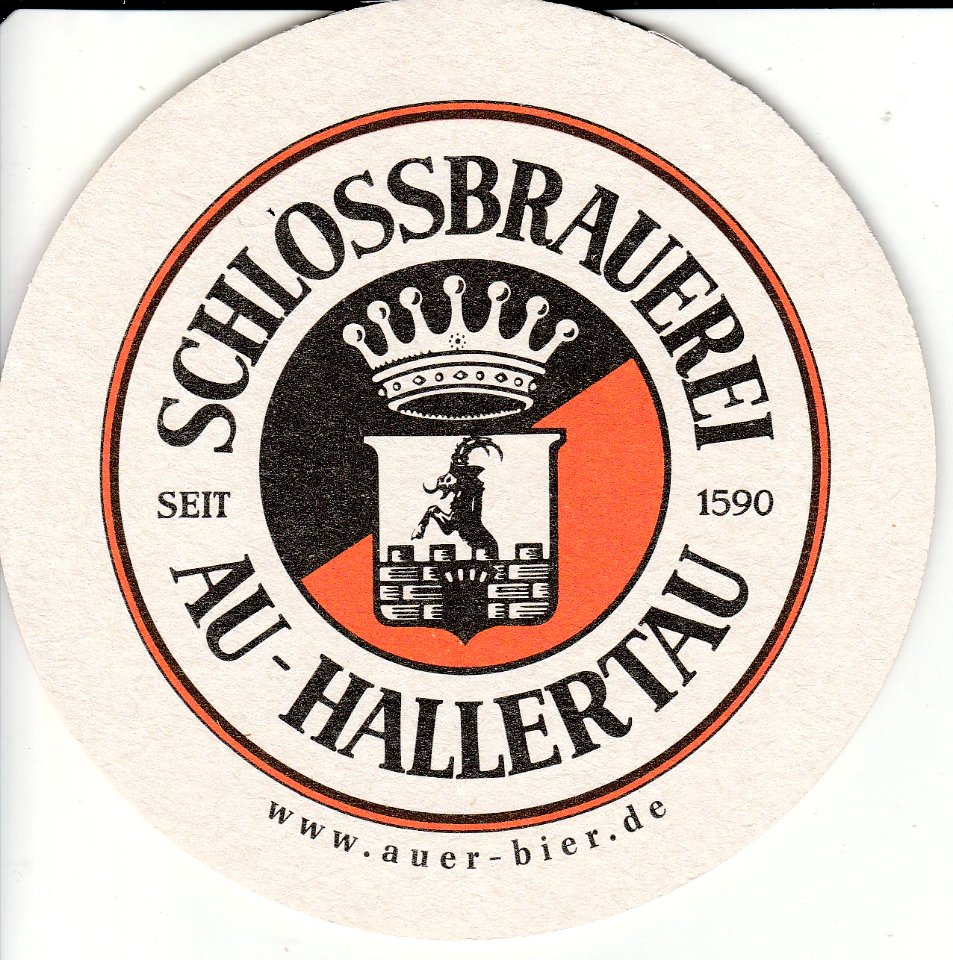 SCHLOSSBRAUEREI
SEIT 1590
AU-HALLERTAU
www.auer-bier.de